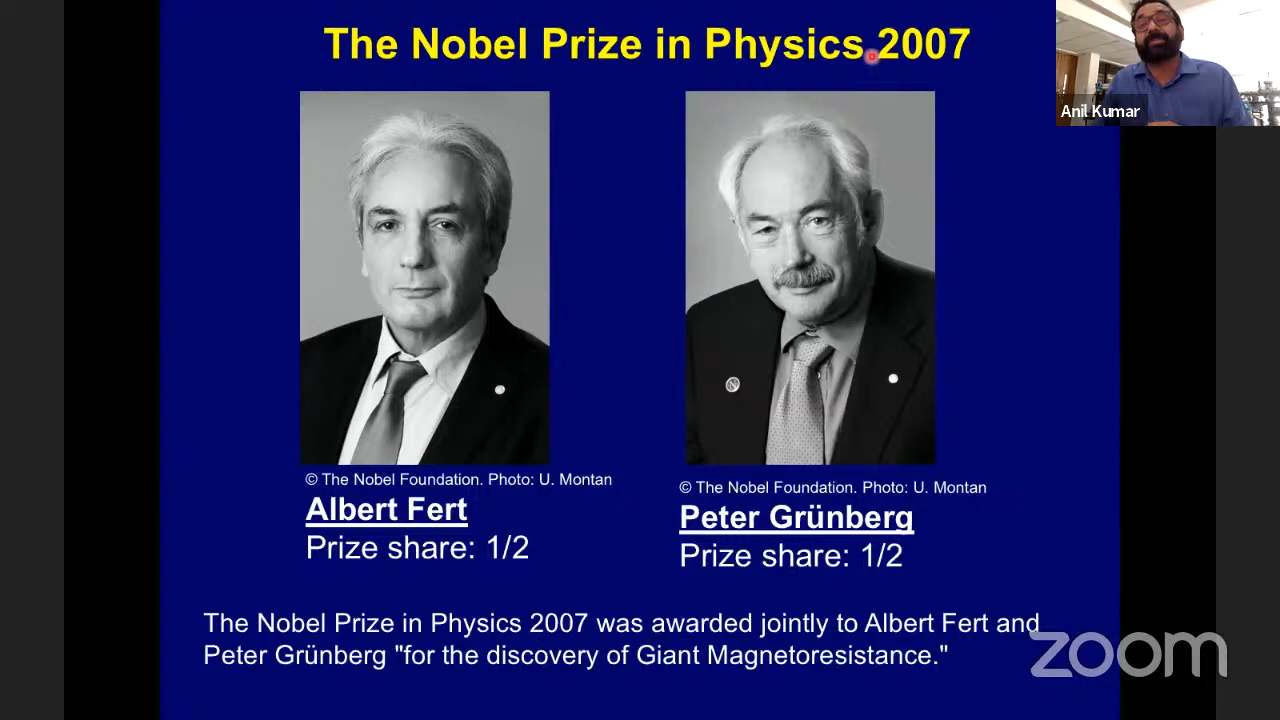 The Nobel Prize in Physics 2007
Anil Kumar
© The Nobel Foundation. Photo: U. Montan
Albert Fert
Prize share: 1/2
© The Nobel Foundation. Photo: U. Montan
Peter Grünberg
Prize share: 1/2
The Nobel Prize in Physics 2007 was awarded jointly to Albert Fert and
Peter Grünberg "for the discovery of Giant Magnetoresistance."
zoom